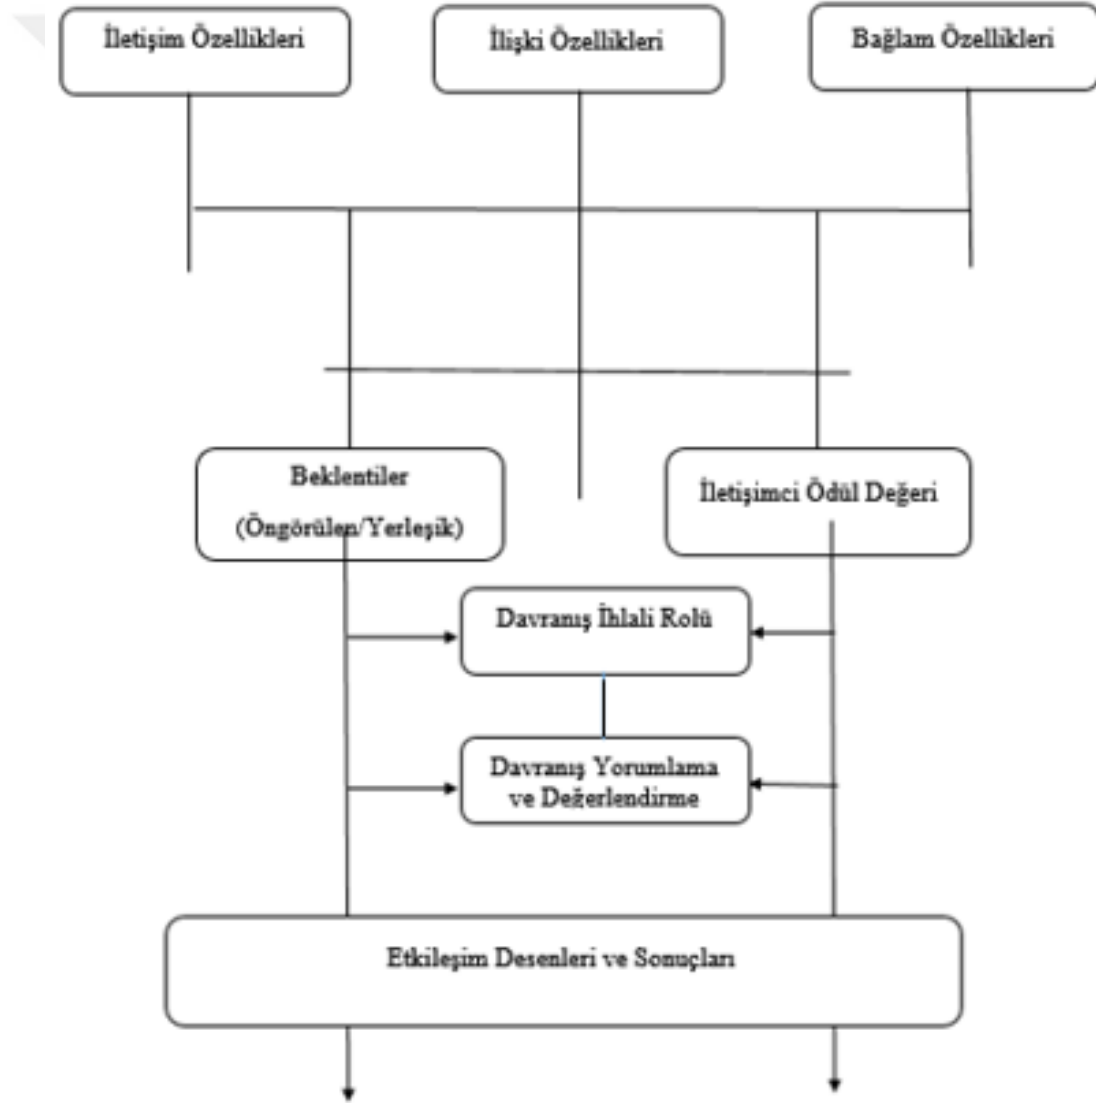 İletişim Özellikleri
İlişki Özellikleri
Bağlam Özellikleri
Beklentiler
(Öngörülen/Yerleşik)
İletişimci Ödül Değeri
Davranış İhlali Rolü
Davranış Yorumlama
ve Değerlendirme
Etkileşim Desenleri ve Sonuçları